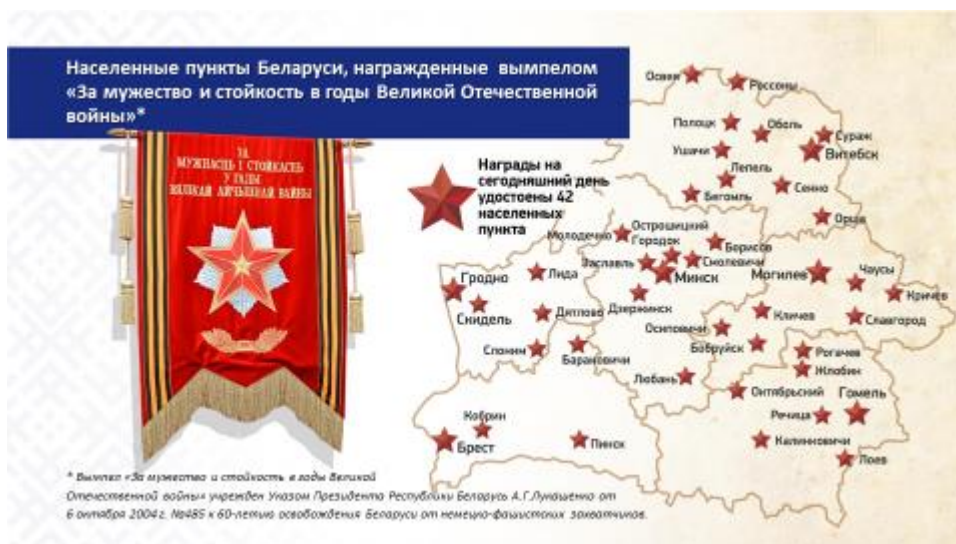 Населенные пункты Беларуси, награжденные вымпелом
«За мужество и стойкость в годы Великой Отечественной
войны»*
ЗА
МУЖНАСЦЬ І СТОЙКАСЦЬ
У ГАДЫ
ВЯЛІКАЙ АЙЧЫННАЙ ВАЙНЫ
Награды на
сегодняшний день
удостоены 42
населенных
пункта
Освея
Россоны
Полоцк
Оболь
Сураж
Ушачи
Витебск
Лепель
Сенно
Бегомль
Орша
Молодечно
Острошицкий
Городок
Борисов
Заславль
Смолевичи
Минск
Могилев
Чаусы
Кричев
Гродно
Лида
Скидель
Дятлово
Дзержинск
Кличев
Славгород
Осиповичи
Слоним
Барановичи
Бобруйск
Рогачев
Жлобин
Любань
Октябрьский
Гомель
Речица
Кобрин
Брест
Пинск
Калинковичи
Лоев
* Вымпел «За мужество и стойкость в годы Великой
Отечественной войны» учрежден Указом Президента Республики Беларусь А.Г.Лукашенко от
6 октября 2004 г. №485 к 60-летию освобождения Беларуси от немецко-фашистских захватчиков.